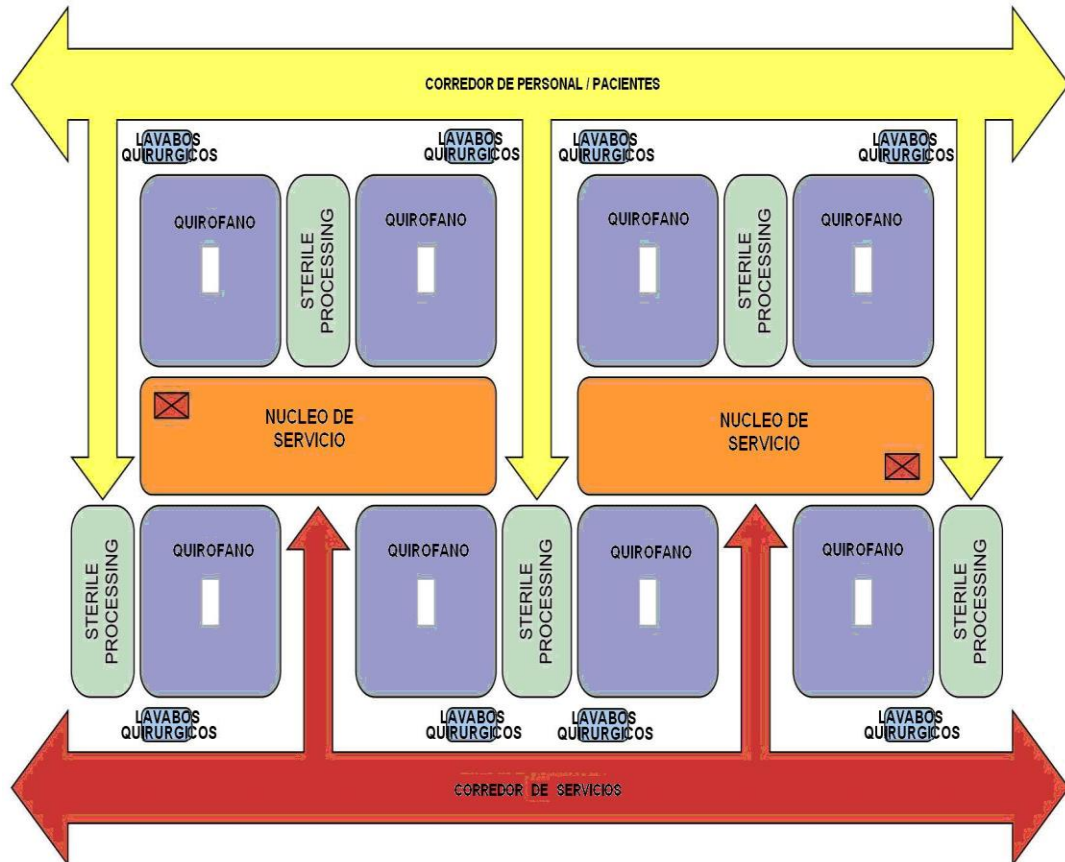 CORREDOR DE PERSONAL / PACIENTES
LAVABOS
QUIRURGICOS
LAVABOS
QUIRURGICOS
LAVABOS
QUIRURGICOS
LAVABOS
QUIRURGICOS
QUIROFANO
STERILE
PROCESSING
QUIROFANO
QUIROFANO
STERILE
PROCESSING
QUIROFANO
NUCLEO DE
SERVICIO
NUCLEO DE
SERVICIO
STERILE
PROCESSING
QUIROFANO
QUIROFANO
STERILE
PROCESSING
QUIROFANO
QUIROFANO
STERILE
PROCESSING
LAVABOS
QUIRURGICOS
LAVABOS
QUIRURGICOS
LAVABOS
QUIRURGICOS
LAVABOS
QUIRURGICOS
CORREDOR DE SERVICIOS